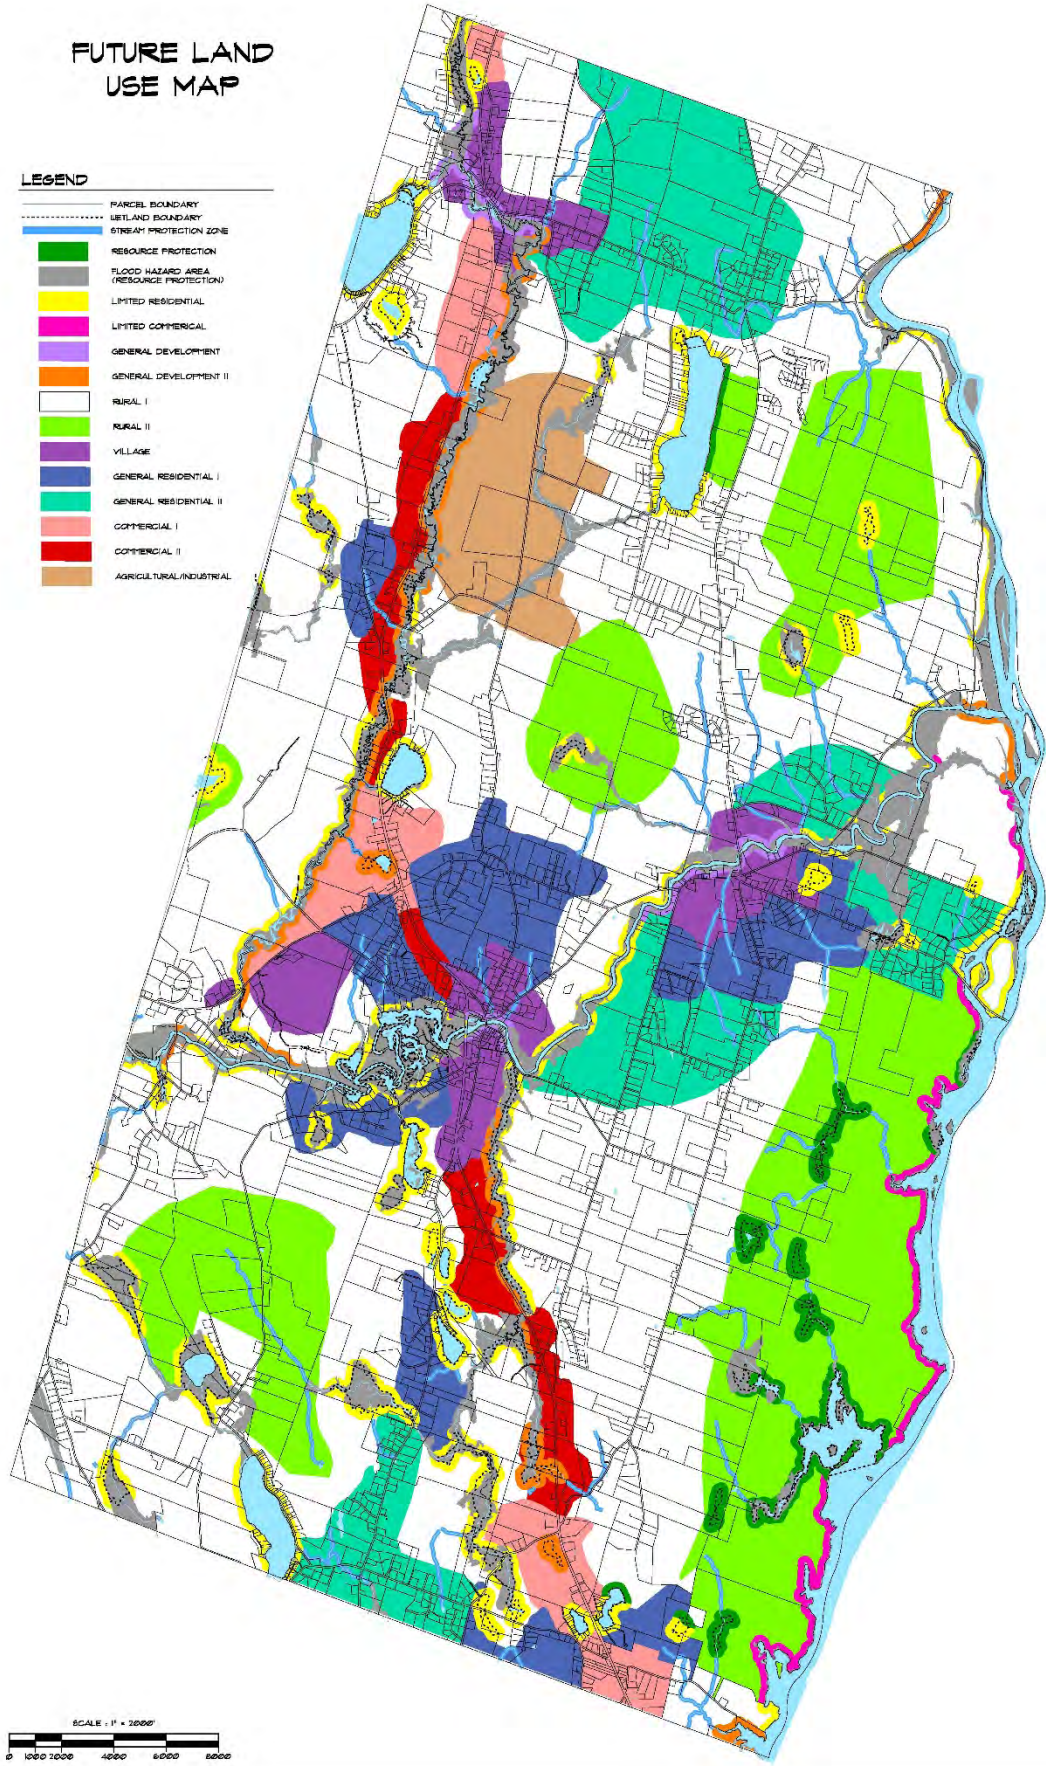 FUTURE LAND
USE MAP
LEGEND
PARCEL BOUNDARY
WETLAND BOUNDARY
STREAM PROTECTION ZONE
RESOURCE PROTECTION
FLOOD HAZARD AREA
(RESOURCE PROTECTION)
LIMITED RESIDENTIAL
LIMITED COMMERICAL
GENERAL DEVELOPMENT
GENERAL DEVELOPMENT II
RURAL I
RURAL II
VILLAGE
GENERAL RESIDENTIAL I
GENERAL RESIDENTIAL II
COMMERCIAL I
COMMERCIAL II
AGRICULTURAL/INDUSTRIAL
SCALE : 1" = 2000'
0 1000 2000 4000 6000 8000